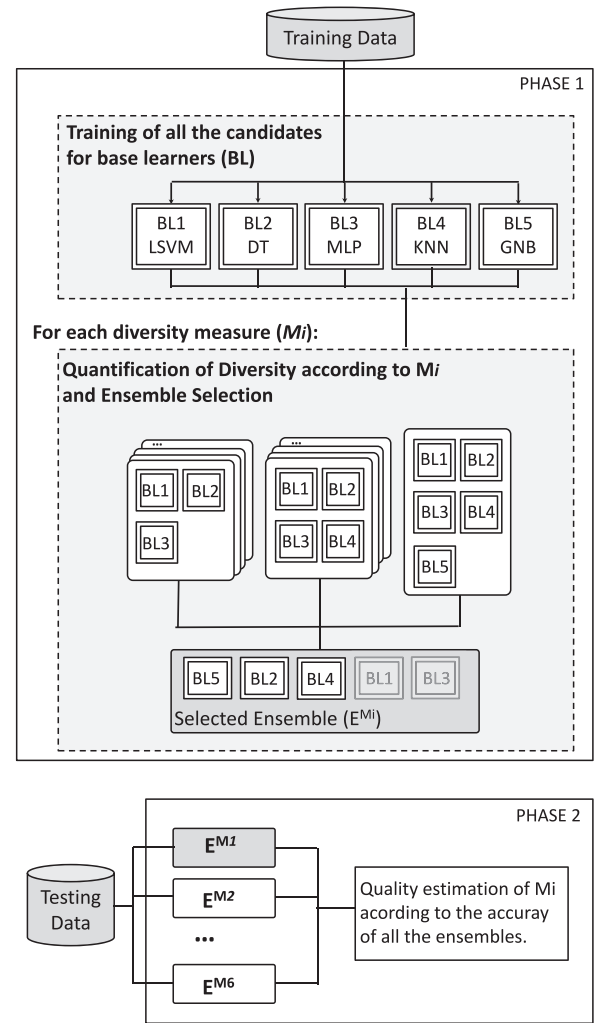 Training Data
PHASE 1
Training of all the candidates
for base learners (BL)
BL1
LSVM
BL2
DT
BL3
MLP
BL4
KNN
BL5
GNB
For each diversity measure (Mi):
Quantification of Diversity according to Mi
and Ensemble Selection
...
BL1 BL2
BL3
...
BL1 BL2
BL3 BL4
BL1 BL2
BL3 BL4
BL5
BL5 BL2 BL4 BL1 BL3
Selected Ensemble (E^Mi)
PHASE 2
Testing
Data
E^M1
E^M2
...
E^M6
Quality estimation of Mi
acording to the accuray
of all the ensembles.